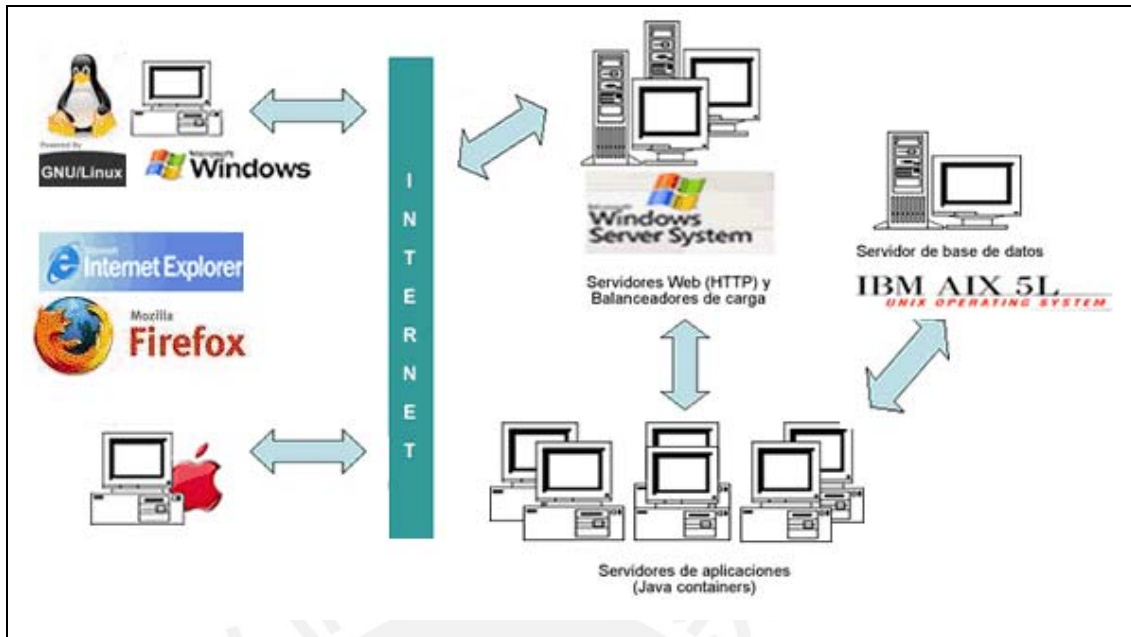 Powered By
GNU/Linux
Microsoft
Windows
Microsoft
Internet Explorer
Mozilla
Firefox
INTERNET
Microsoft
Windows
Server System
Servidores Web (HTTP) y
Balanceadores de carga
Servidor de base de datos
IBM AIX 5L
UNIX OPERATING SYSTEM
Servidores de aplicaciones
(Java containers)